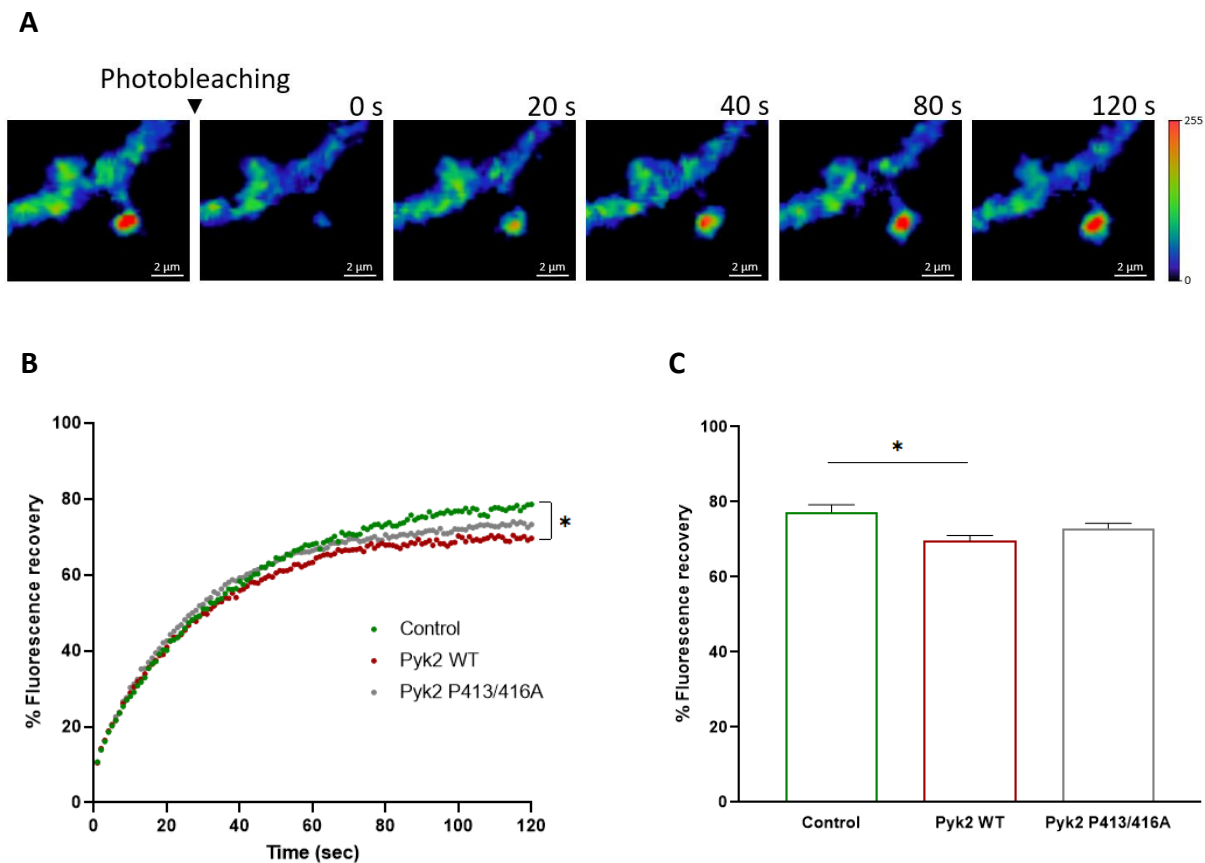 A
Photobleaching
0 s
20 s
40 s
80 s
120 s
2 µm
2 µm
2 µm
2 µm
2 µm
2 µm
255
0
B
% Fluorescence recovery
100
80
60
40
20
0
0 20 40 60 80 100 120
Time (sec)
*
Control
Pyk2 WT
Pyk2 P413/416A
C
% Fluorescence recovery
100
80
60
40
20
0
*
Control Pyk2 WT Pyk2 P413/416A